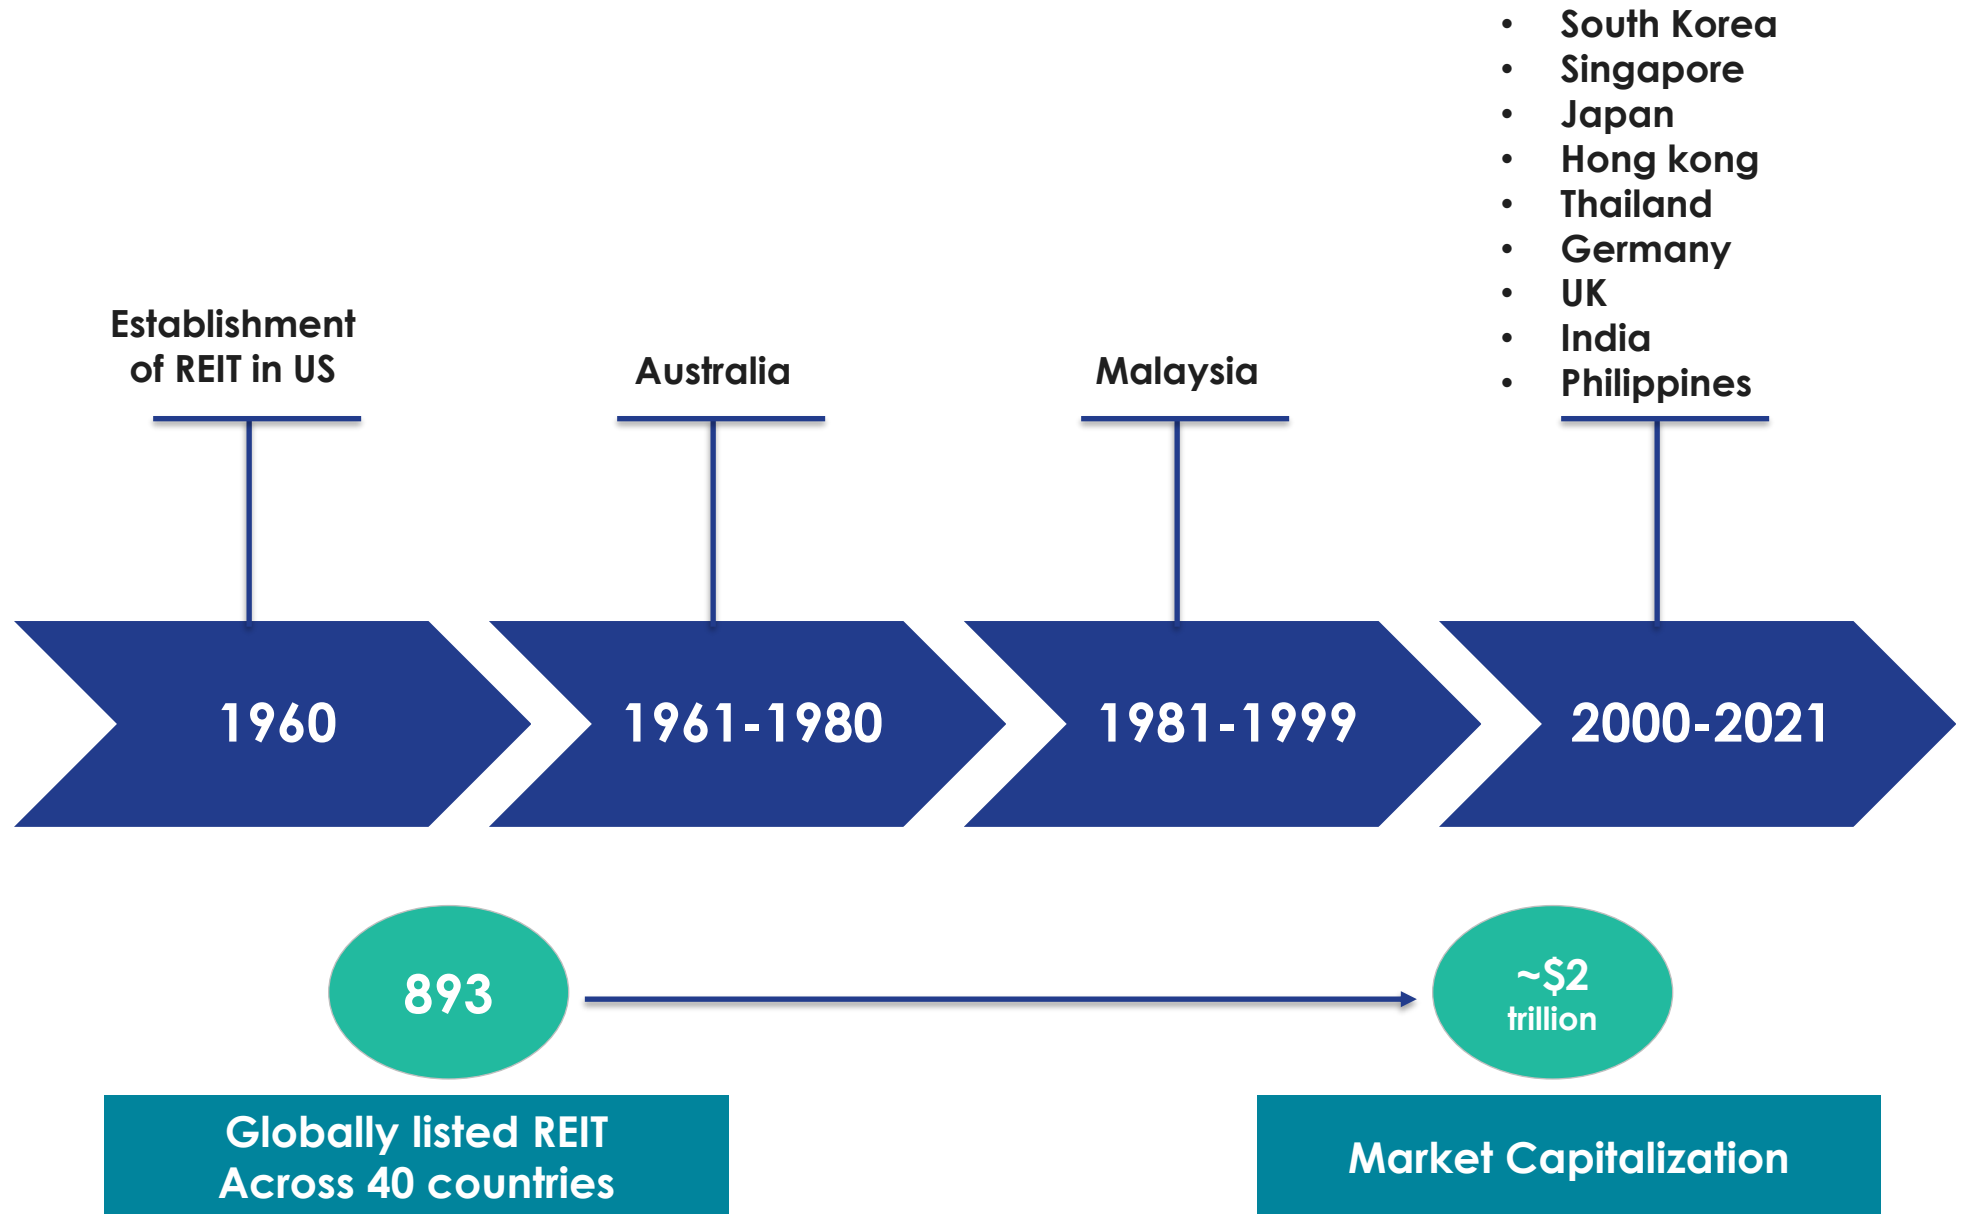 • South Korea
• Singapore
• Japan
• Hong kong
• Thailand
• Germany
• UK
• India
• Philippines
Establishment
of REIT in US
Australia
Malaysia
1960
1961-1980
1981-1999
2000-2021
893
~$2
trillion
Globally listed REIT
Across 40 countries
Market Capitalization